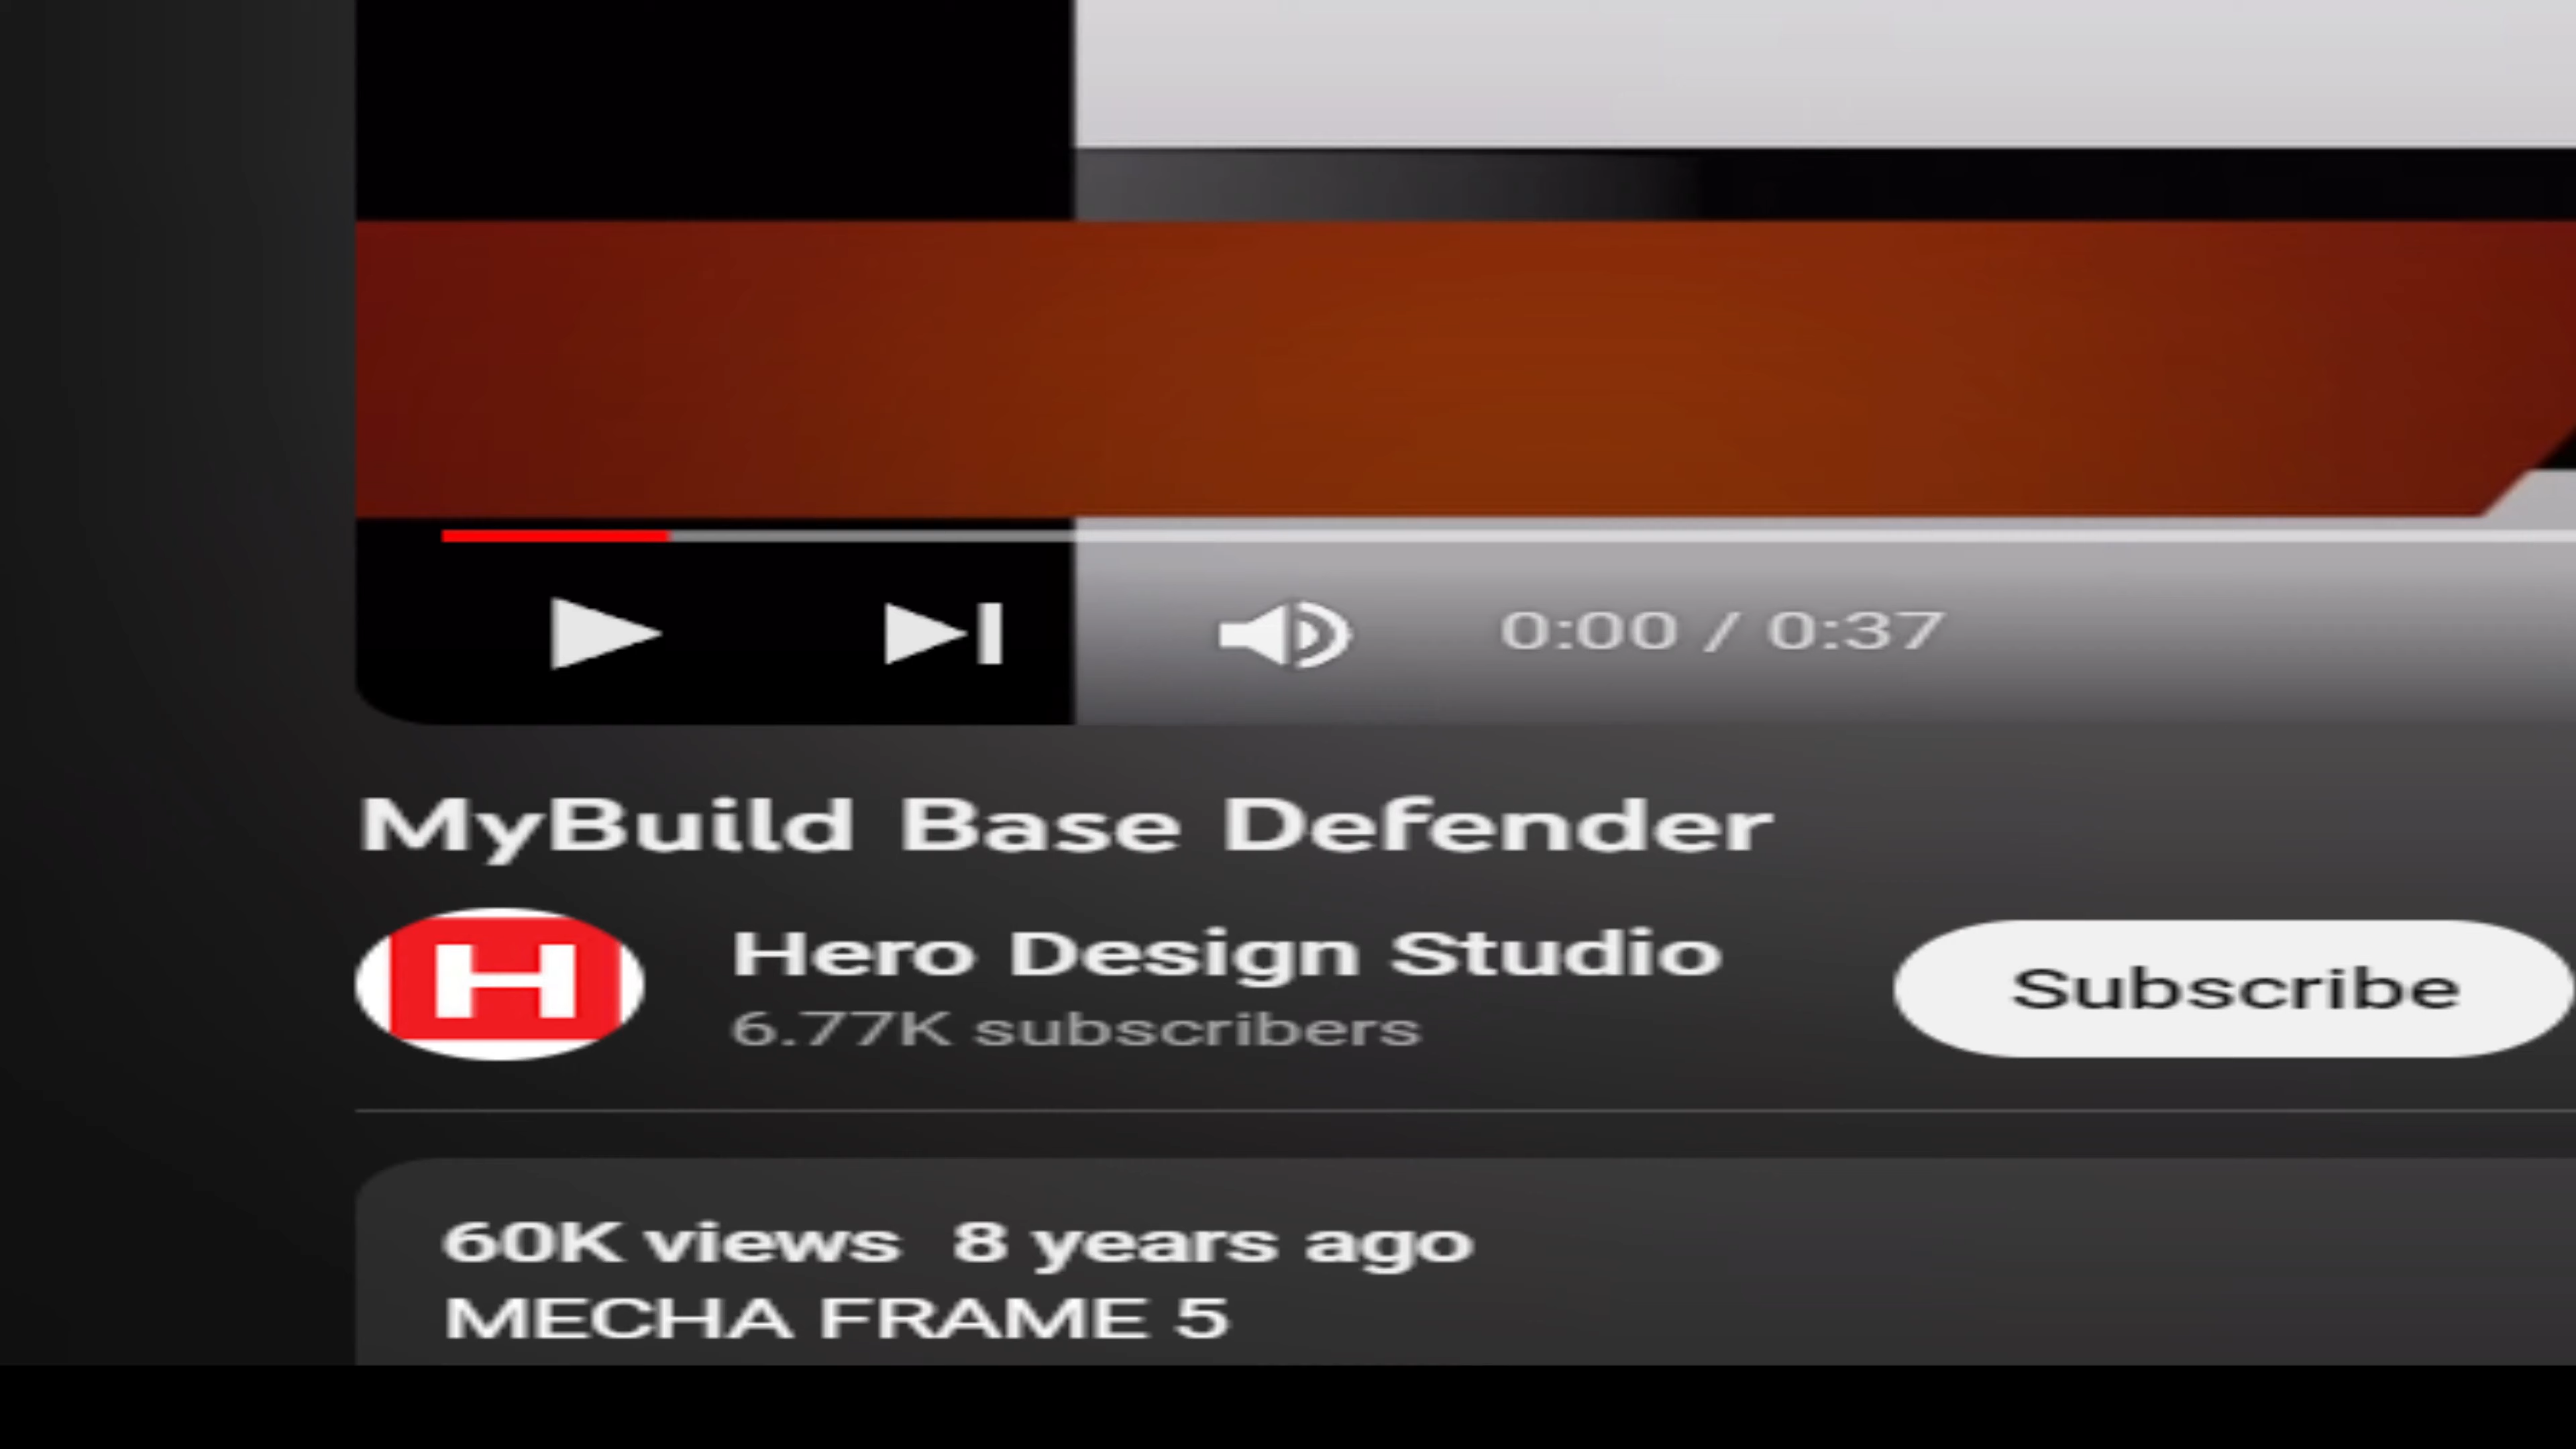 0:00 / 0:37
MyBuild Base Defender
H
Hero Design Studio
6.77K subscribers
Subscribe
60K views 8 years ago
MECHA FRAME 5